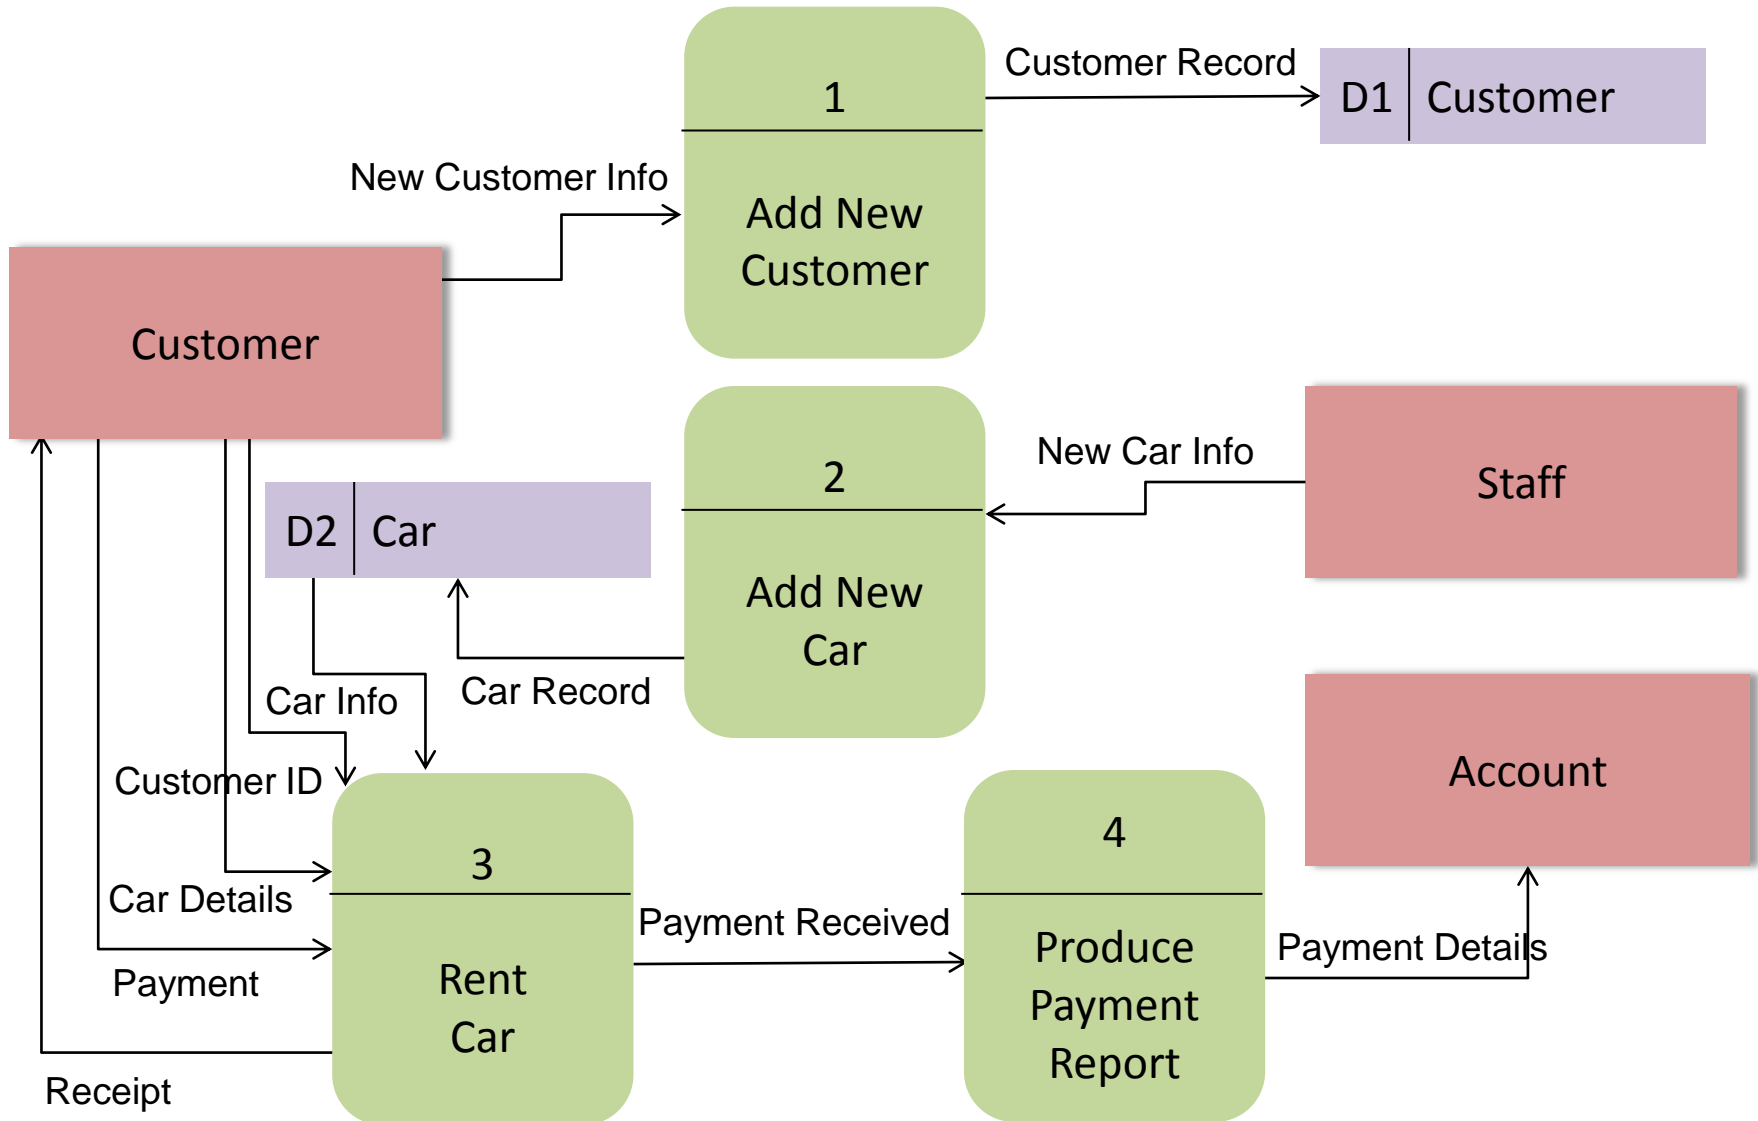 1
Add New
Customer
Customer Record
D1
Customer
New Customer Info
Customer
2
Add New
Car
New Car Info
Staff
D2
Car
Car Info
Car Record
Account
Customer ID
3
Rent
Car
Car Details
Payment
Receipt
Payment Received
4
Produce
Payment
Report
Payment Details